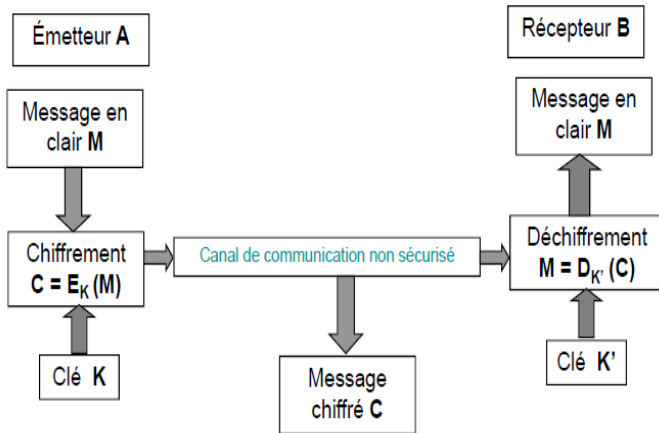 Émetteur A
Récepteur B
Message en
clair M
Message en
clair M
Chiffrement
C = EK (M)
Canal de communication non sécurisé
Déchiffrement
M = DK' (C)
Clé K
Message
chiffré C
Clé K'